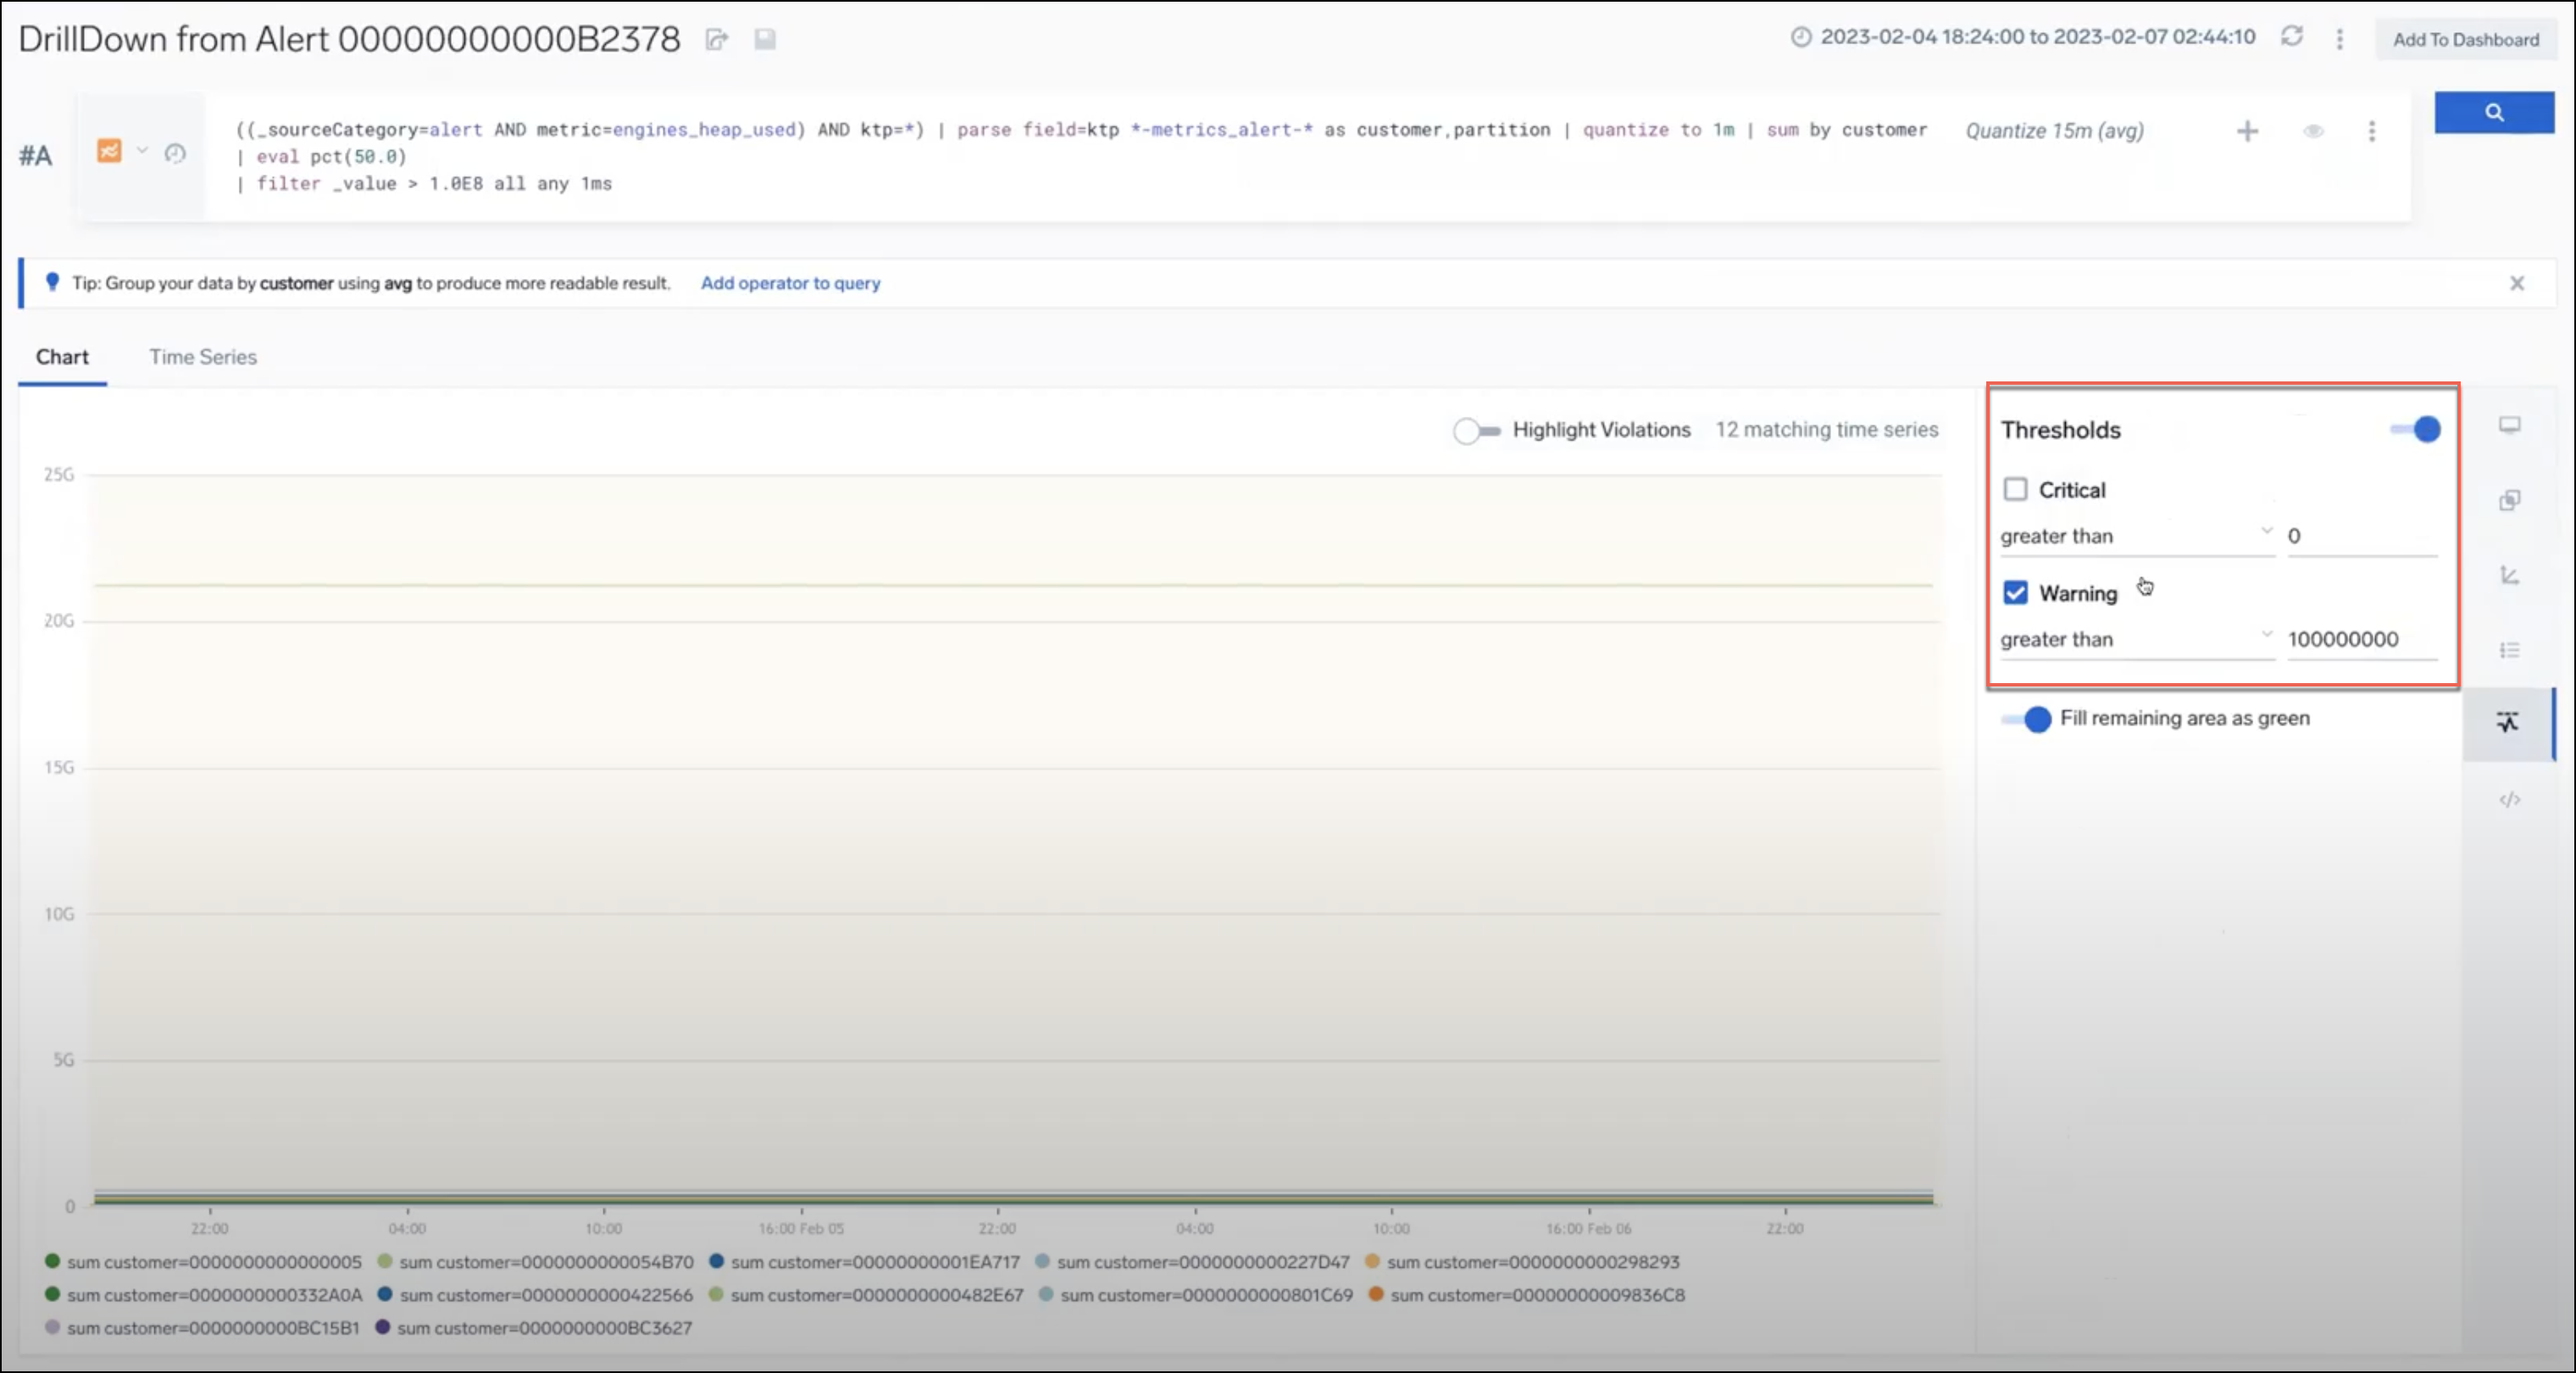 DrillDown from Alert 00000000000B2378
2023-02-04 18:24:00 to 2023-02-07 02:44:10
Add To Dashboard
#A
((_sourceCategory=alert AND metric=engines_heap_used) AND ktp=*) | parse field=ktp *-metrics_alert-* as customer,partition | quantize to 1m | sum by customer
| eval pct(50.0)
| filter _value > 1.0E8 all any 1ms
Quantize 15m (avg)
Tip: Group your data by customer using avg to produce more readable result. Add operator to query
Chart
Time Series
Highlight Violations
12 matching time series
25G
20G
15G
10G
5G
0
22:00
04:00
10:00
16:00 Feb 05
22:00
04:00
10:00
16:00 Feb 06
22:00
sum customer=0000000000000005
sum customer=0000000000054B70
sum customer=00000000001EA717
sum customer=0000000000227D47
sum customer=0000000000298293
sum customer=0000000000332A0A
sum customer=0000000000422566
sum customer=0000000000482E67
sum customer=0000000000801C69
sum customer=00000000009836C8
sum customer=0000000000BC15B1
sum customer=0000000000BC3627
Thresholds
Critical
greater than
0
Warning
greater than
100000000
Fill remaining area as green